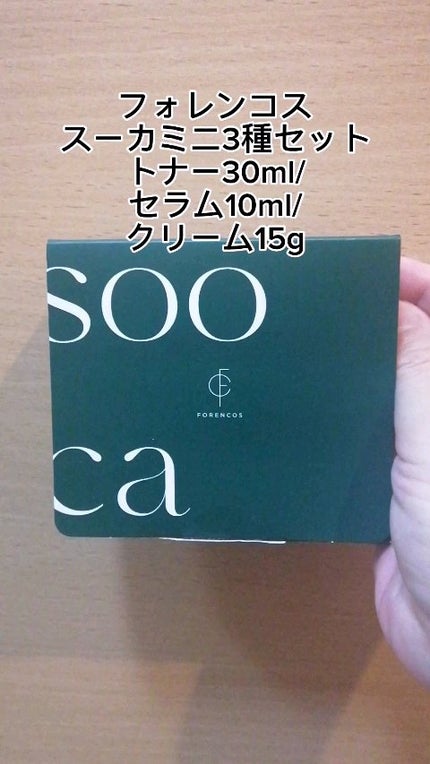 フォレンコス
スーカミニ3種セット
トナー30ml/
セラム10ml/
クリーム15g
soo
CF
FORENCOS
ca